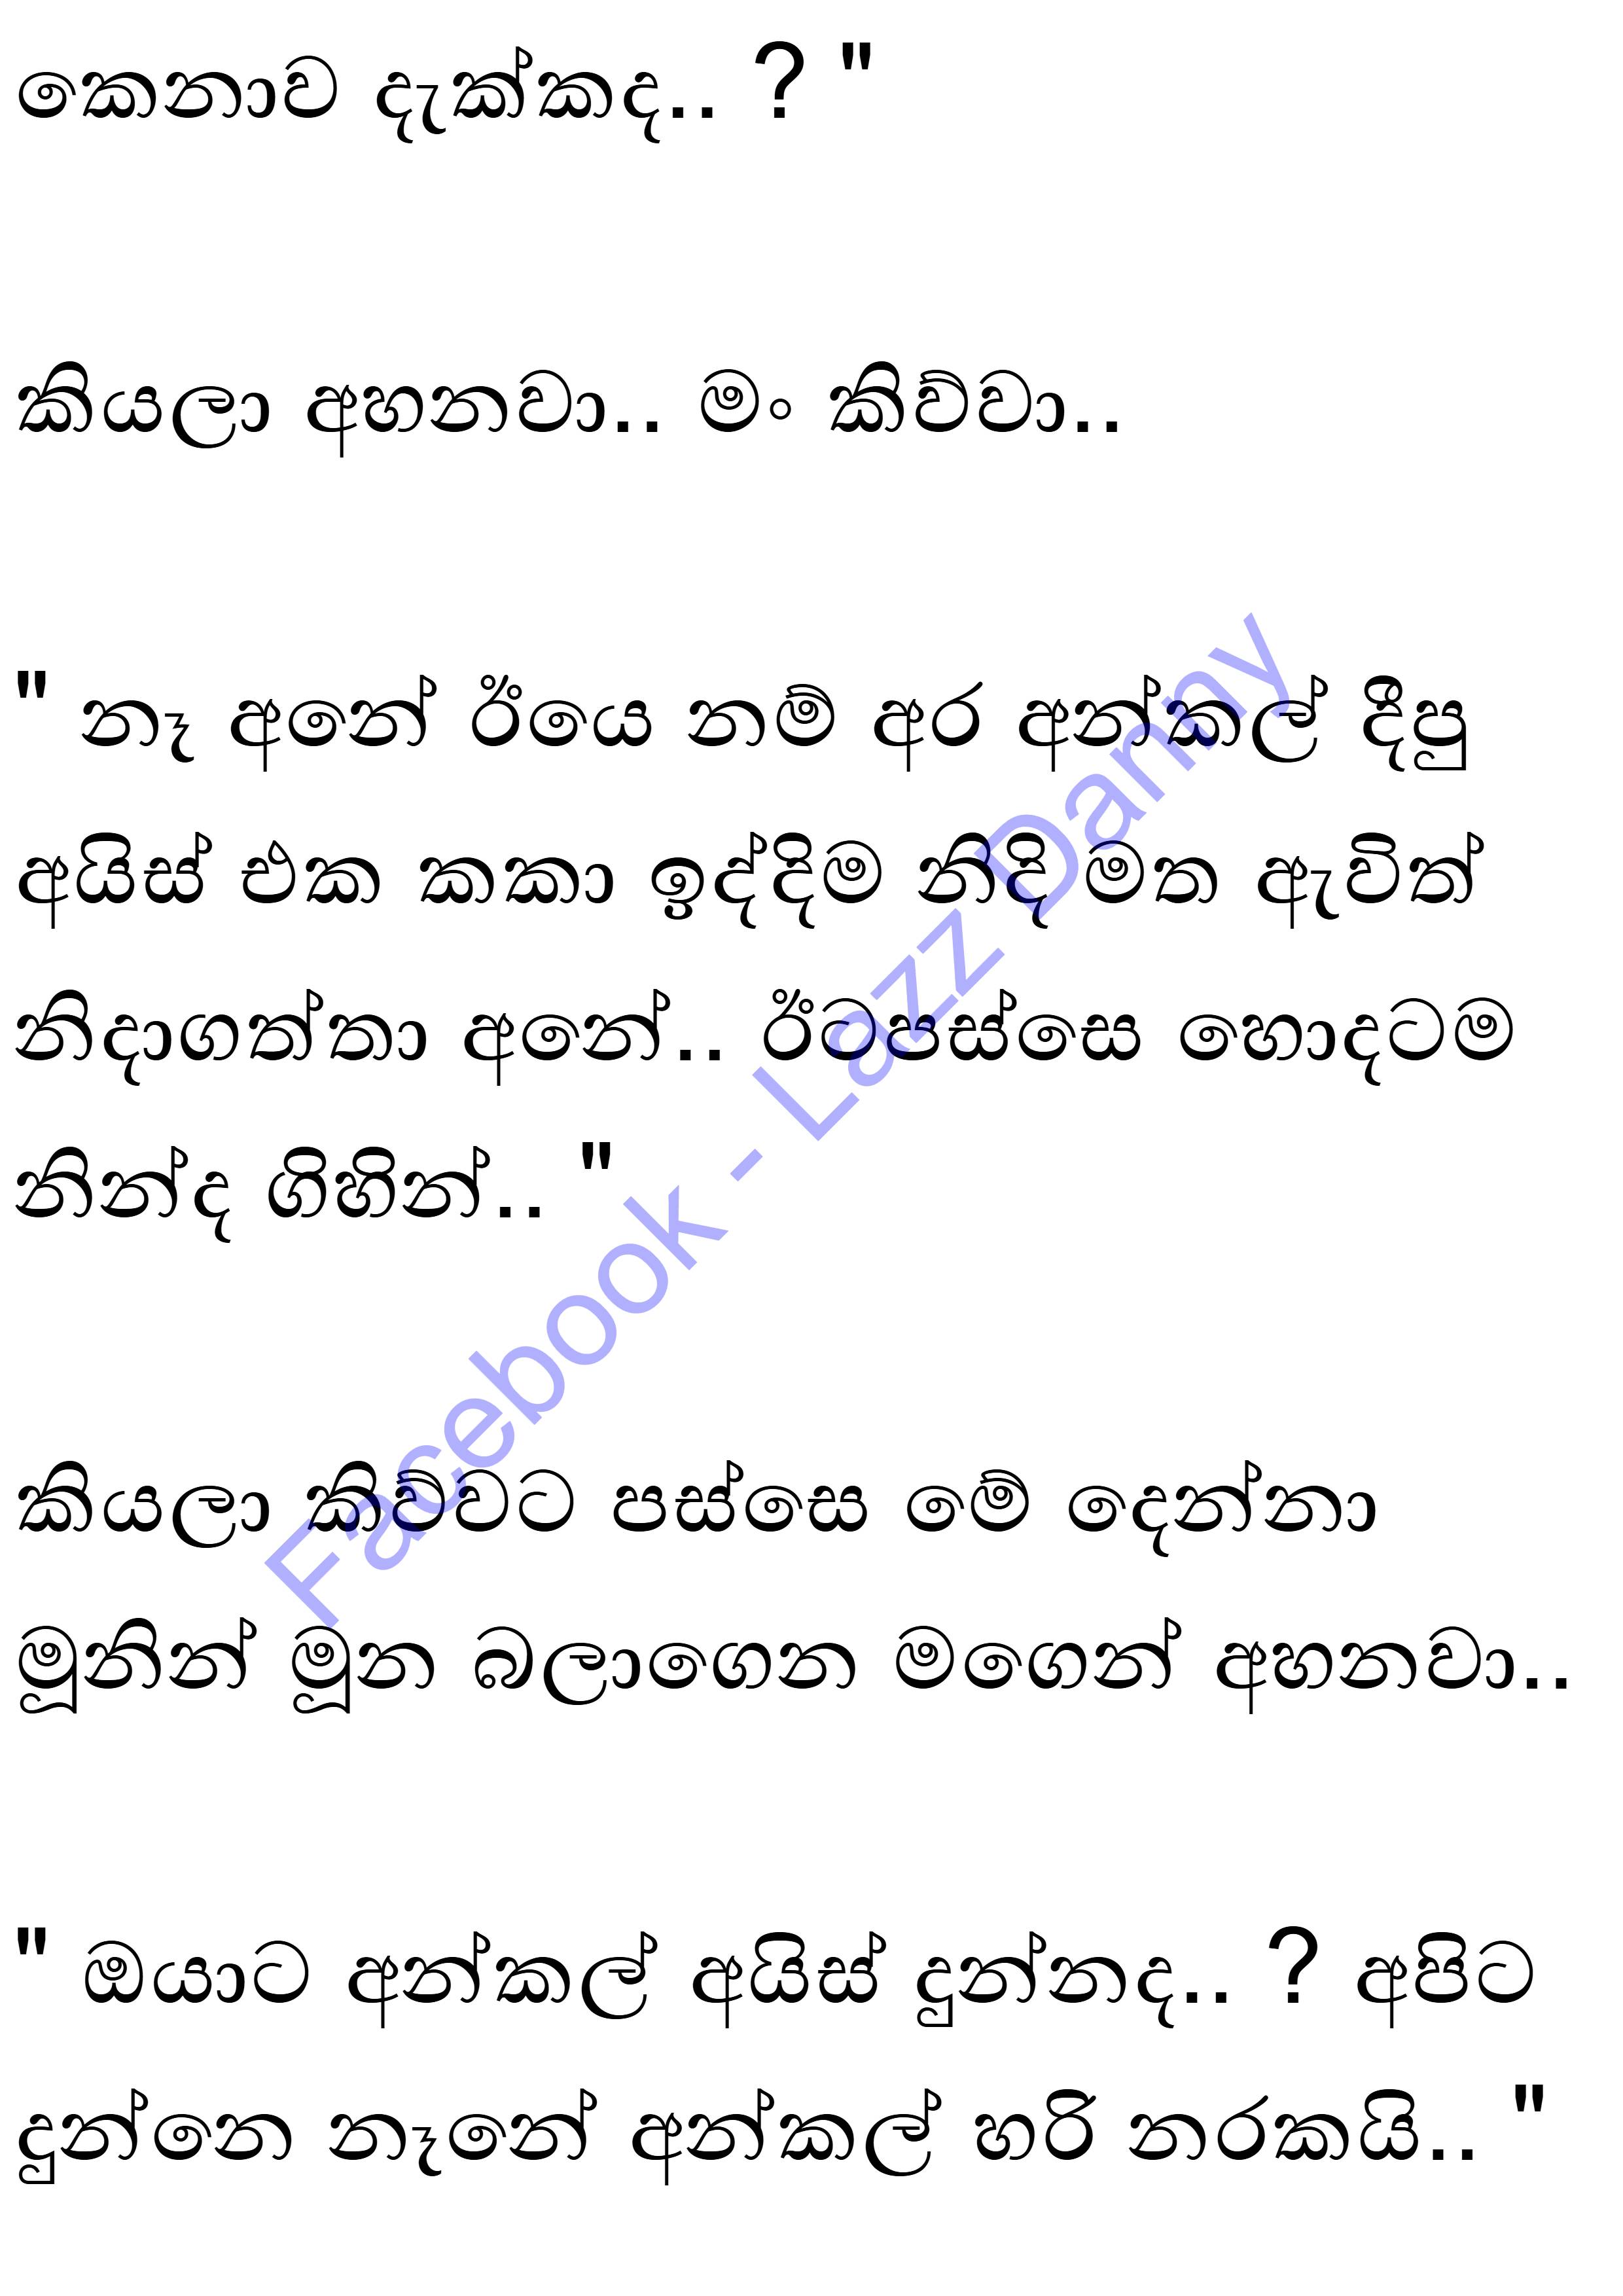 කෙනාව දැක්කද.. ? "
කියලා අහනවා.. මං කිව්වා..
" නෑ අනේ ඊයෙ නම් අර අන්කල් දීපු
අයිස් එක කකා ඉද්දිම නිදි මත ඇවිත්
නිදාගත්තා අනේ.. ඊටපස්සෙ හොදටම
නින්ද ගිහින්.. "
කියලා කිව්වට පස්සෙ මේ දෙන්නා
මූනින් මූන බලාගෙන මගෙන් අහනවා..
" ඔයාට අන්කල් අයිස් දුන්නද.. ? අපිට
දුන්නෙ නෑනේ අන්කල් හරි නරකයි.. "
Facebook - Lazz Danny